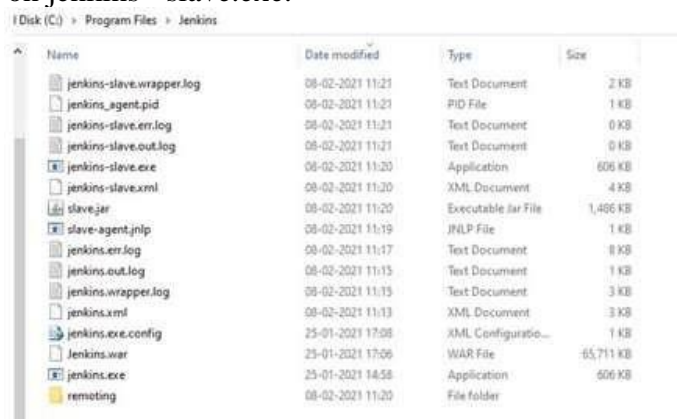 on jenkins - slave.exe.
l Disk (C:) > Program Files > Jenkins
Name Date modified Type Size
jenkins-slave.wrapper.log 08-02-2021 11:21 Text Document 2 KB
jenkins_agent.pid 08-02-2021 11:21 PID File 1 KB
jenkins-slave.err.log 08-02-2021 11:21 Text Document 0 KB
jenkins-slave.out.log 08-02-2021 11:21 Text Document 0 KB
jenkins-slave.exe 08-02-2021 11:20 Application 606 KB
jenkins-slave.xml 08-02-2021 11:20 XML Document 4 KB
slave.jar 08-02-2021 11:20 Executable Jar File 1,486 KB
slave-agent.jnlp 08-02-2021 11:19 JNLP File 1 KB
jenkins.err.log 08-02-2021 11:17 Text Document 8 KB
jenkins.out.log 08-02-2021 11:15 Text Document 1 KB
jenkins.wrapper.log 08-02-2021 11:15 Text Document 3 KB
jenkins.xml 08-02-2021 11:13 XML Document 3 KB
jenkins.exe.config 25-01-2021 17:08 XML Configuratio... 1 KB
Jenkins.war 25-01-2021 17:06 WAR File 65,711 KB
jenkins.exe 25-01-2021 14:58 Application 606 KB
remoting 08-02-2021 11:20 File folder